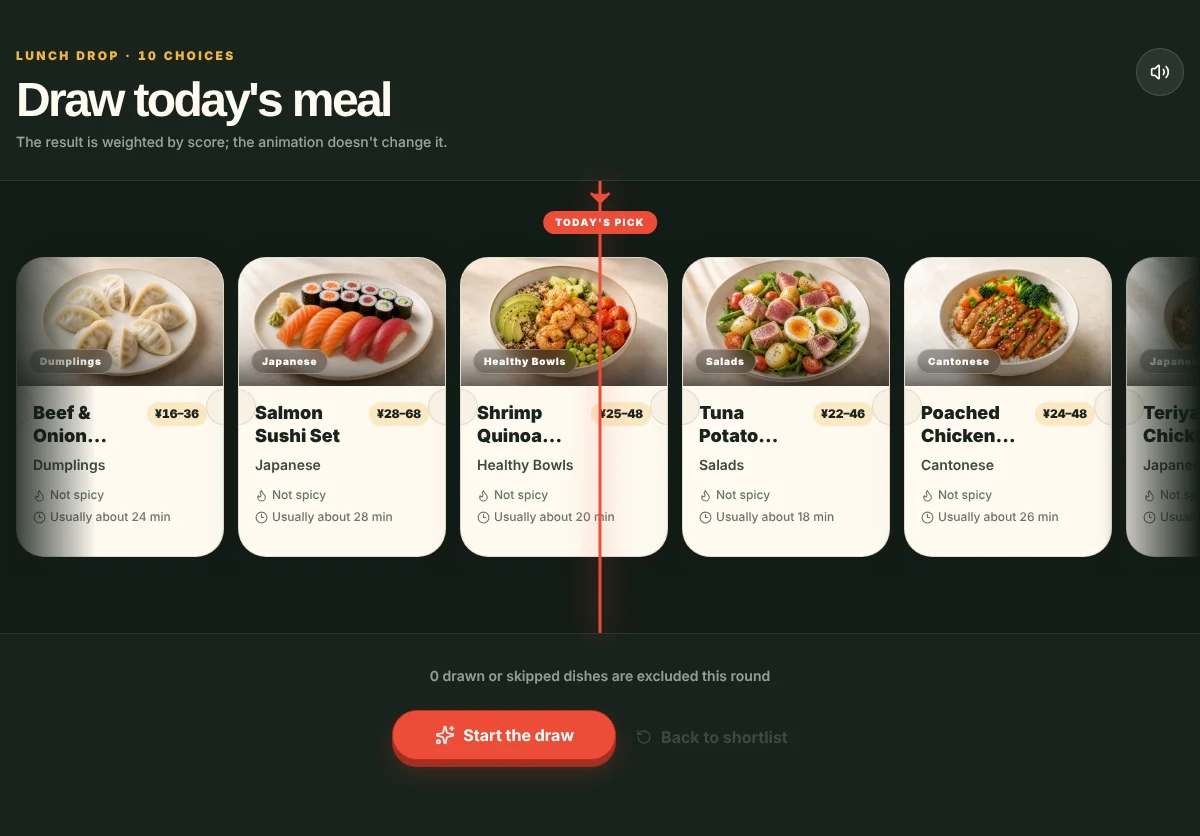 LUNCH DROP · 10 CHOICES
Draw today's meal
The result is weighted by score; the animation doesn't change it.
TODAY'S PICK
Dumplings
Beef &
Onion...
¥16–36
Dumplings
Not spicy
Usually about 24 min
Japanese
Salmon
Sushi Set
¥28–68
Japanese
Not spicy
Usually about 28 min
Healthy Bowls
Shrimp
Quinoa...
¥25–48
Healthy Bowls
Not spicy
Usually about 20 min
Salads
Tuna
Potato...
¥22–46
Salads
Not spicy
Usually about 18 min
Cantonese
Poached
Chicken...
¥24–48
Cantonese
Not spicy
Usually about 26 min
0 drawn or skipped dishes are excluded this round
Start the draw
Back to shortlist